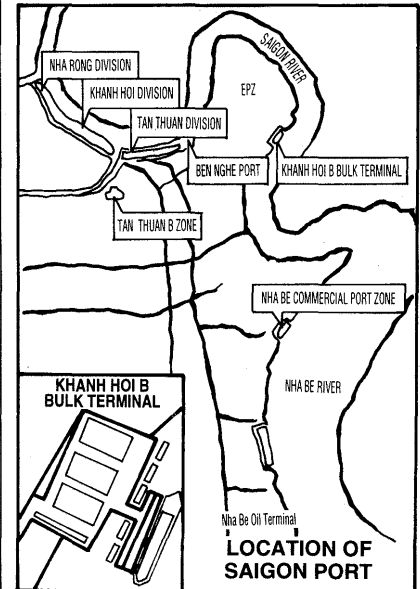 SAIGON RIVER
NHA RONG DIVISION
EPZ
KHANH HOI DIVISION
TAN THUAN DIVISION
BEN NGHE PORT
KHANH HOI B BULK TERMINAL
TAN THUAN B ZONE
NHA BE COMMERCIAL PORT ZONE
NHA BE RIVER
KHANH HOI B
BULK TERMINAL
Nha Be Oil Terminal
LOCATION OF
SAIGON PORT